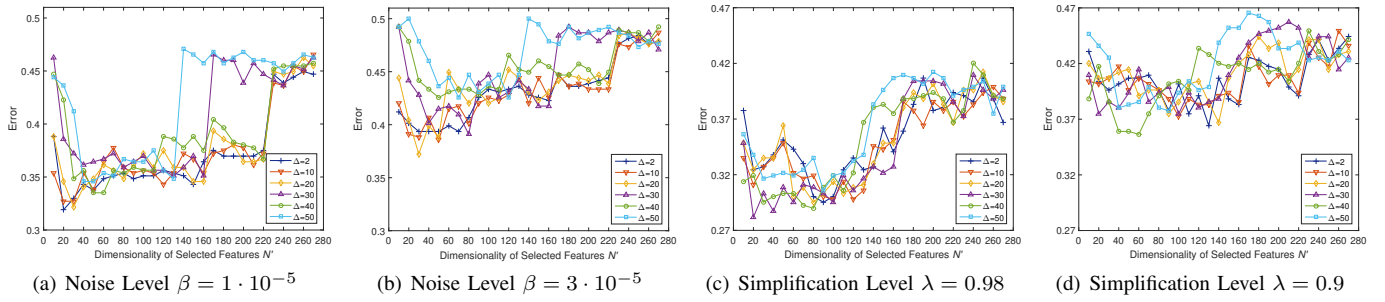 0.5
0.45
0.4
0.35
0.3
Error
0 20 40 60 80 100 120 140 160 180 200 220 240 260 280
Dimensionality of Selected Features N'
Δ=2
Δ=10
Δ=20
Δ=30
Δ=40
Δ=50
(a) Noise Level β = 1 · 10⁻⁵
0.5
0.45
0.4
0.35
0.3
Error
0 20 40 60 80 100 120 140 160 180 200 220 240 260 280
Dimensionality of Selected Features N'
Δ=2
Δ=10
Δ=20
Δ=30
Δ=40
Δ=50
(b) Noise Level β = 3 · 10⁻⁵
0.47
0.42
0.37
0.32
0.27
Error
0 20 40 60 80 100 120 140 160 180 200 220 240 260 280
Dimensionality of Selected Features N'
Δ=2
Δ=10
Δ=20
Δ=30
Δ=40
Δ=50
(c) Simplification Level λ = 0.98
0.47
0.42
0.37
0.32
0.27
Error
0 20 40 60 80 100 120 140 160 180 200 220 240 260 280
Dimensionality of Selected Features N'
Δ=2
Δ=10
Δ=20
Δ=30
Δ=40
Δ=50
(d) Simplification Level λ = 0.9